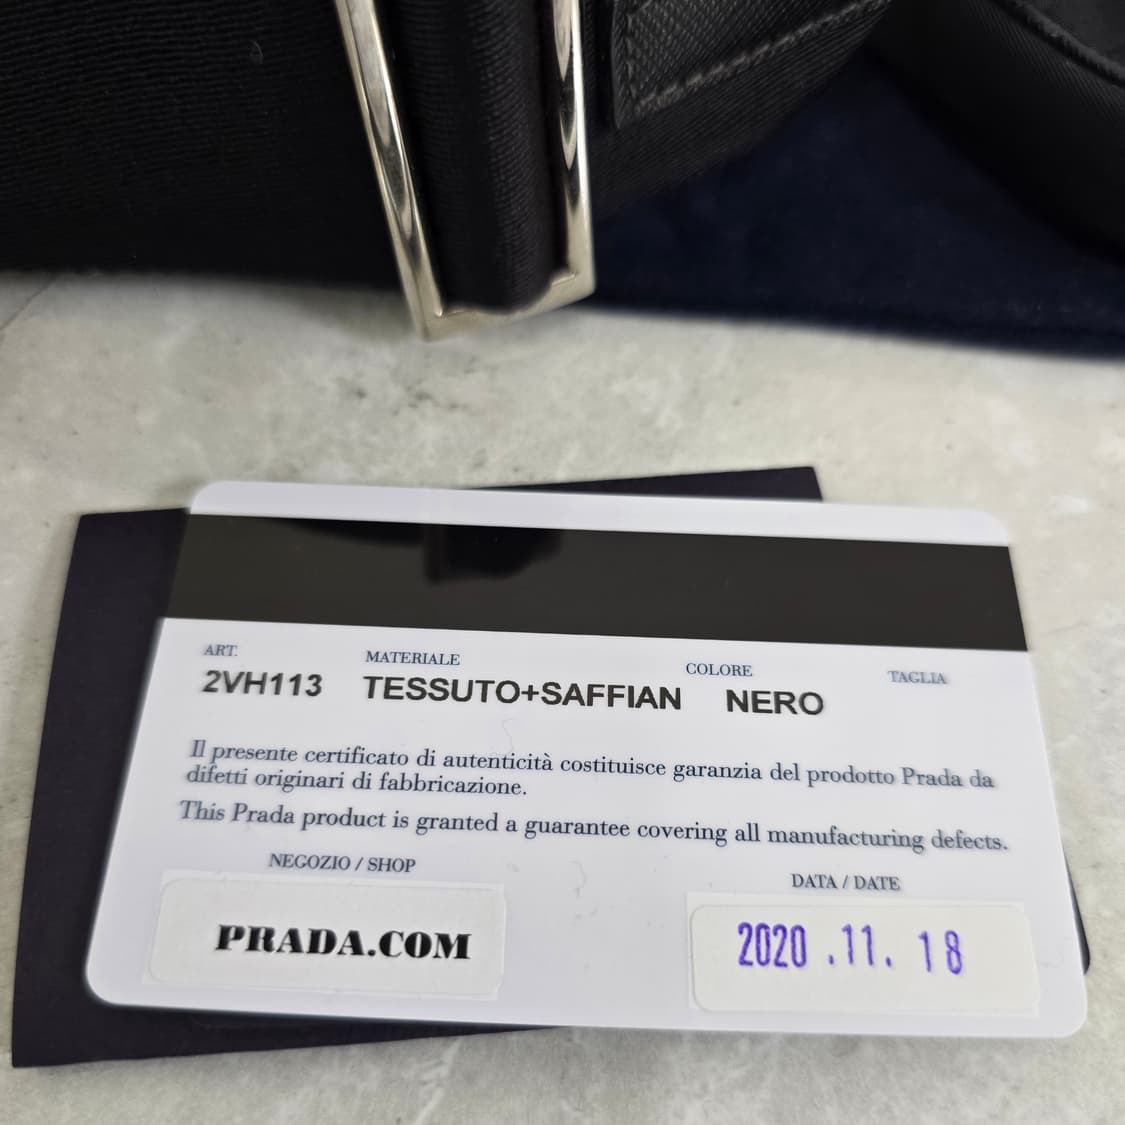 ART. MATERIALE COLORE TAGLIA
2VH113 TESSUTO+SAFFIAN NERO
Il presente certificato di autenticità costituisce garanzia del prodotto Prada da
difetti originari di fabbricazione.
This Prada product is granted a guarantee covering all manufacturing defects.
NEGOZIO / SHOP DATA / DATE
PRADA.COM 2020 .11. 18